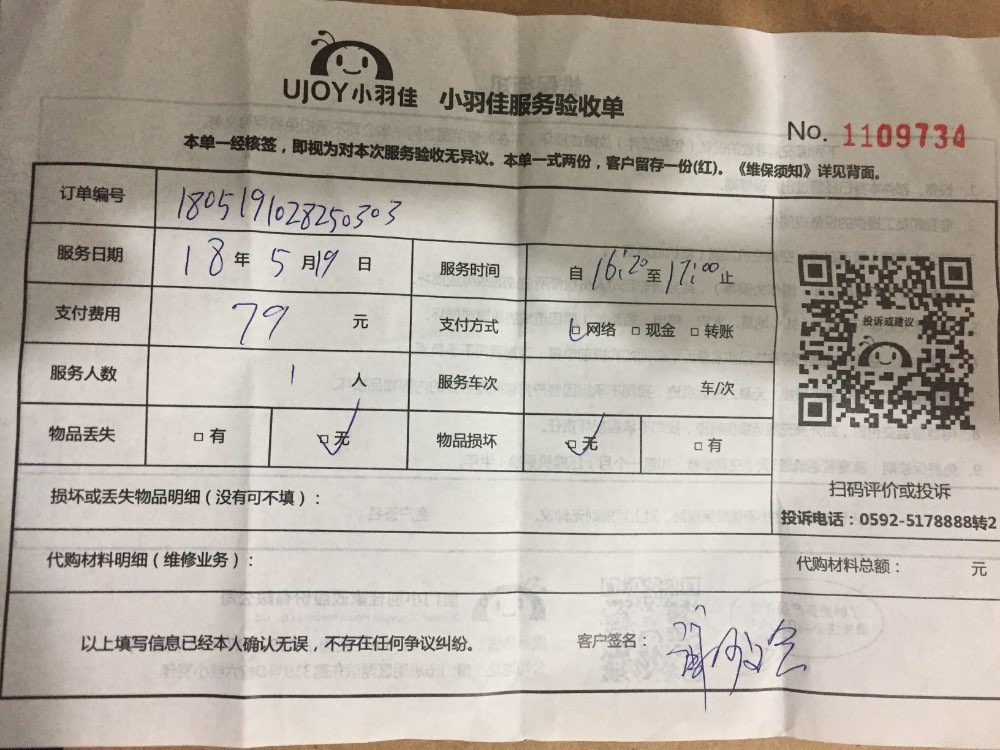 UJOY小羽佳 小羽佳服务验收单
No. 1109734
本单一经核签，即视为对本次服务验收无异议。本单一式两份，客户留存一份(红)。《维保须知》详见背面。
订单编号 1805191028250303
服务日期 18年5月19日 服务时间 自16:20至17:00止
支付费用 79元 支付方式 □网络 □现金 □转账
服务人数 1人 服务车次 车/次
物品丢失 □有 □无 物品损坏 □无 □有
投诉或建议
扫码评价或投诉
投诉电话：0592-5178888转2
损坏或丢失物品明细（没有可不填）：
代购材料明细（维修业务）： 代购材料总额： 元
以上填写信息已经本人确认无误，不存在任何争议纠纷。 客户签名：